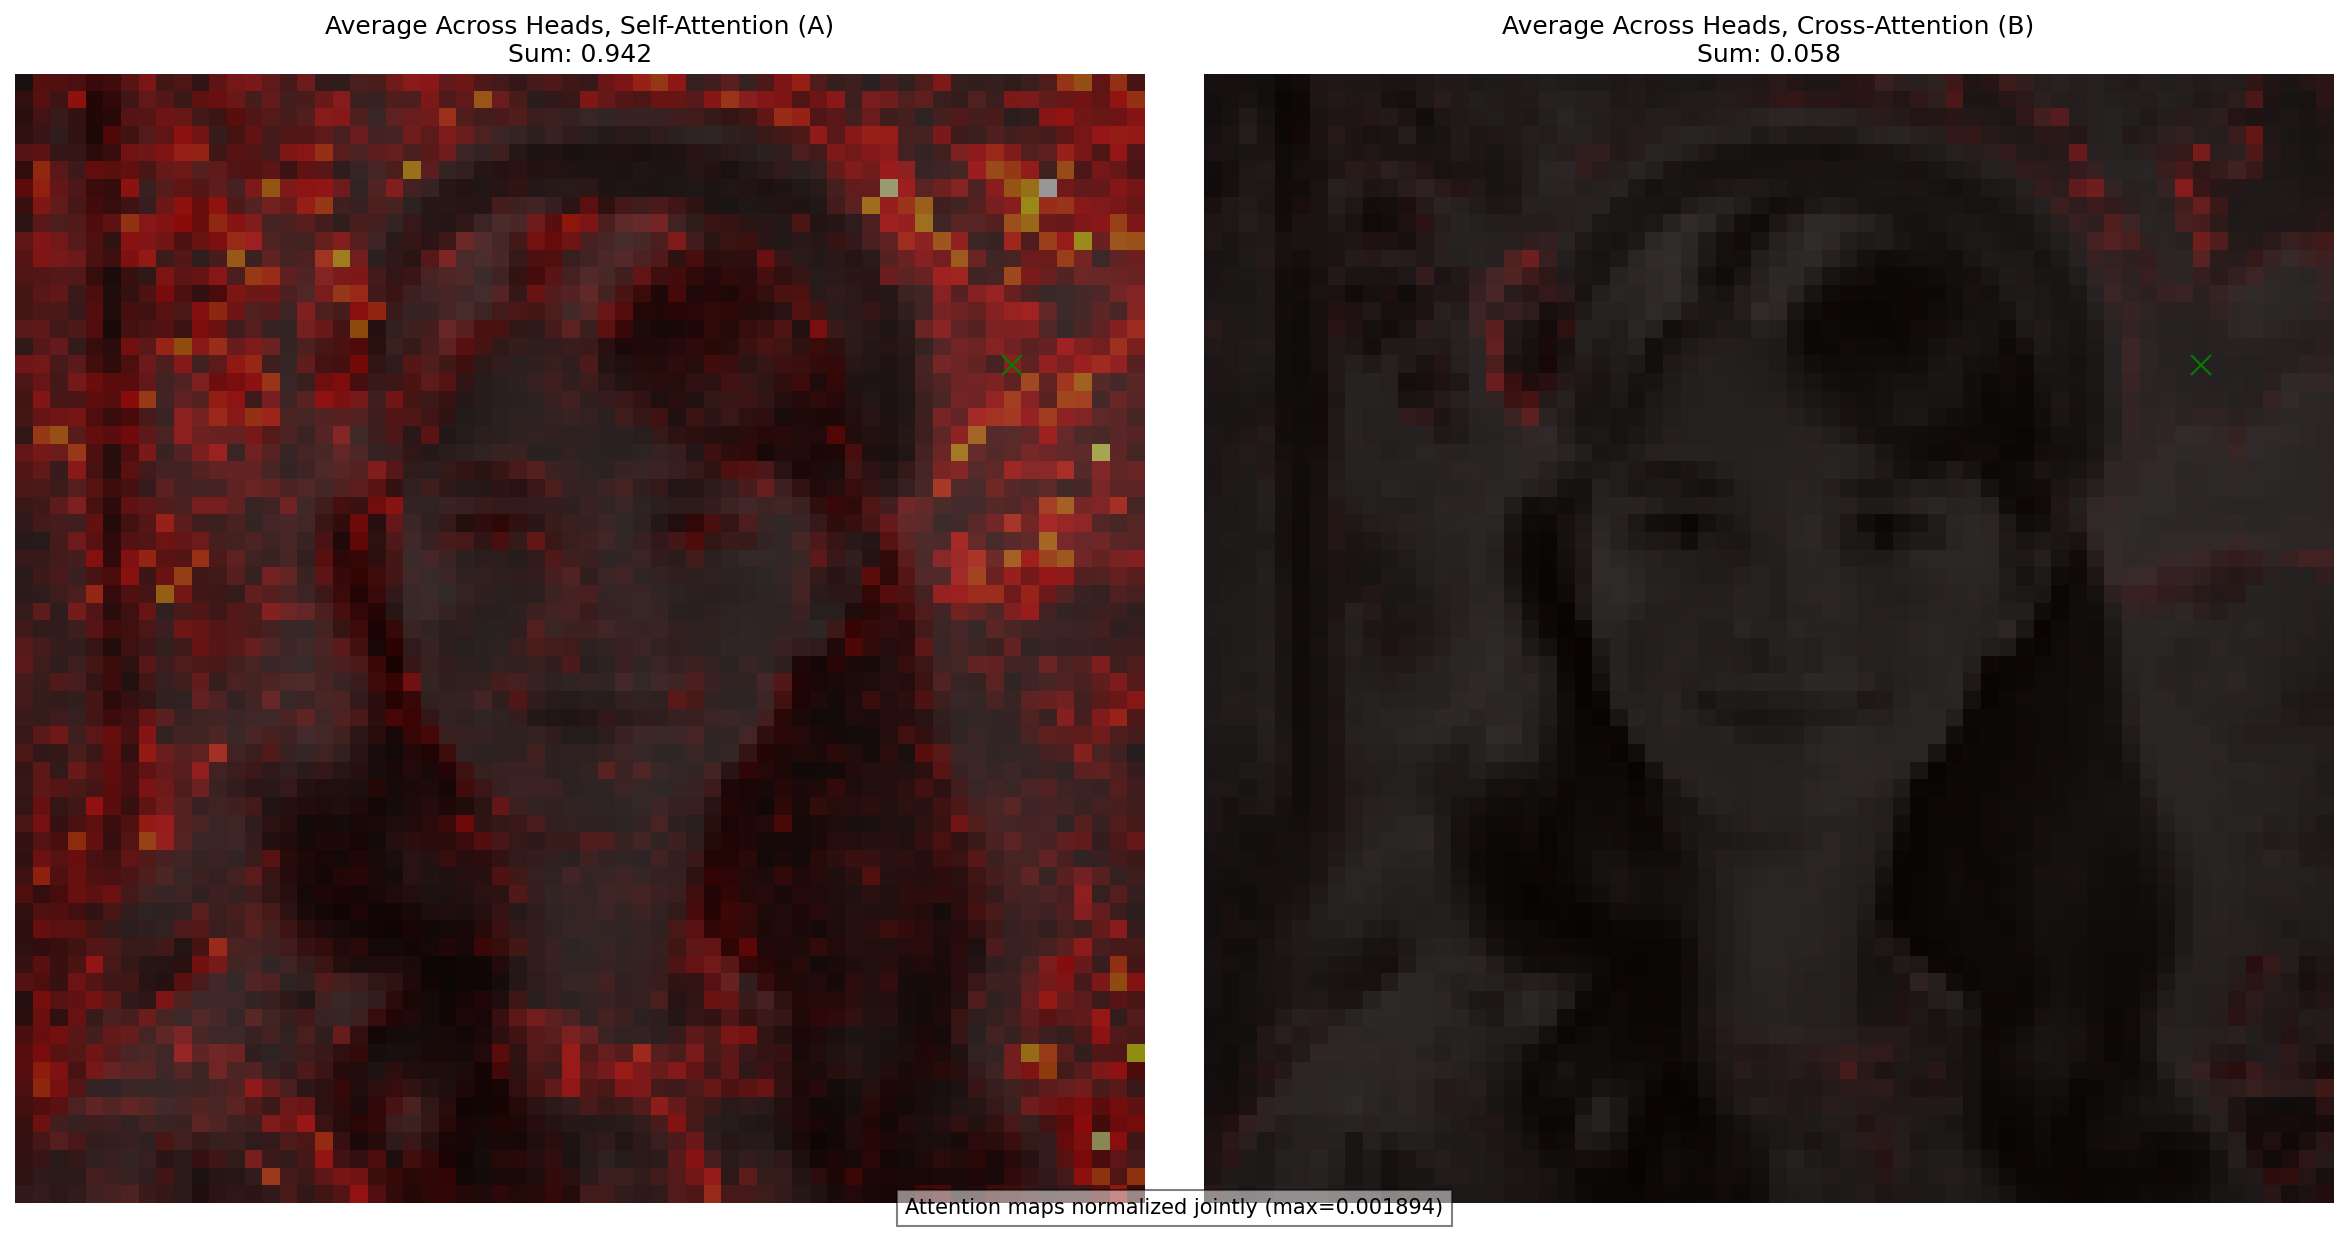 Average Across Heads, Self-Attention (A)
Sum: 0.942
Average Across Heads, Cross-Attention (B)
Sum: 0.058
Attention maps normalized jointly (max=0.001894)